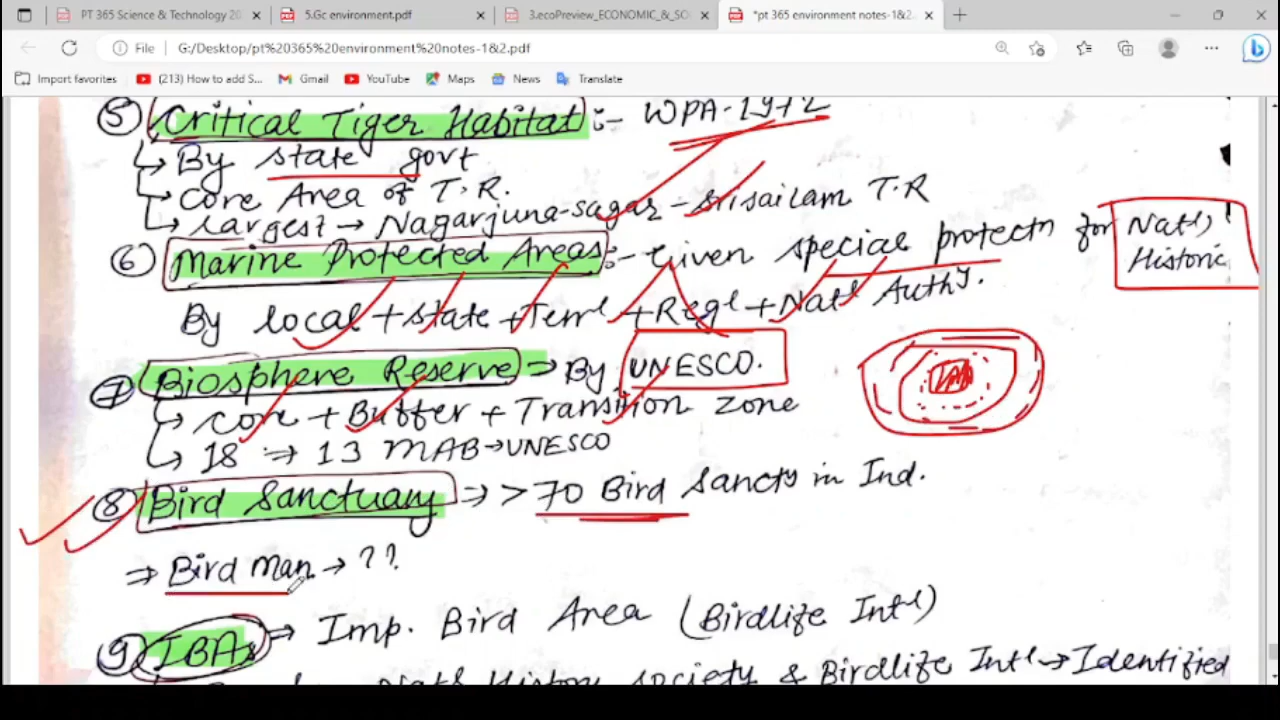 PT 365 Science & Technology 20
5.Gc environment.pdf
3.ecoPreview_ECONOMIC_&_SO
*pt 365 environment notes-1&2.
File
G:/Desktop/pt%20365%20environment%20notes-1&2.pdf
Import favorites
(213) How to add S...
Gmail
YouTube
Maps
News
Translate
5 Critical Tiger Habitat :- WPA-1972
↳ By state govt
↳ Core Area of T.R.
↳ largest → Nagarjuna-sagar - Srisailam T.R
6 Marine Protected Areas :- Given special protectn for Natl, Historic
By local + state + Terrl + Regl + Natl Authy.
7 Biosphere Reserve ⇒ By UNESCO.
↳ Core + Buffer + Transition zone
↳ 18 ⇒ 13 MAB→UNESCO
8 Bird Sanctuary ⇒ >70 Bird Sancty in Ind.
⇒ Bird Man → ??
9 IBAs ⇒ Imp. Bird Area (Birdlife Intl)
Natl History Society & Birdlife Intl → Identified